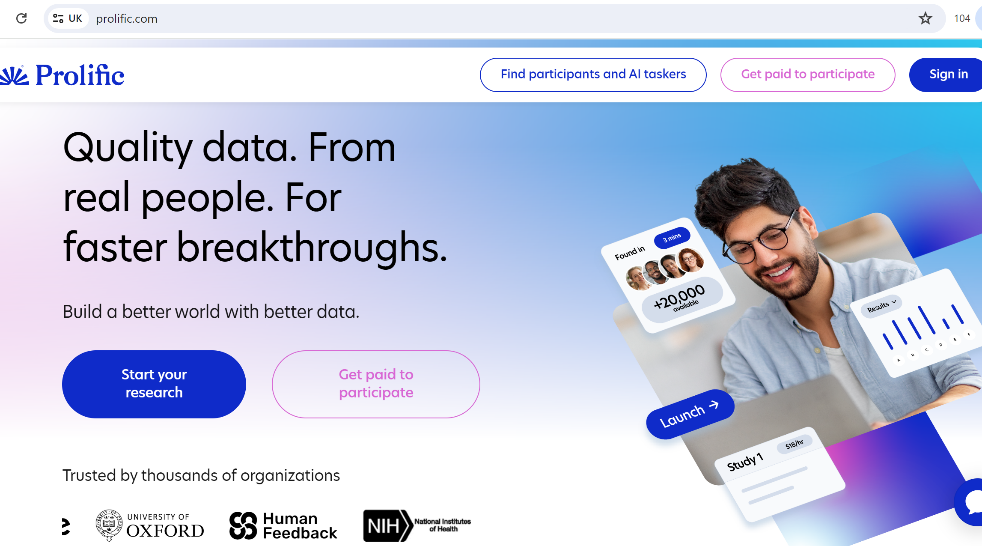 UK
prolific.com
104
Prolific
Find participants and AI taskers
Get paid to participate
Sign in
Quality data. From
real people. For
faster breakthroughs.
Build a better world with better data.
Start your
research
Get paid to
participate
Found in
3 mins
+20,000
available
Results
Launch →
Study 1
$18/hr
Trusted by thousands of organizations
UNIVERSITY OF
OXFORD
Human
Feedback
NIH
National Institutes
of Health